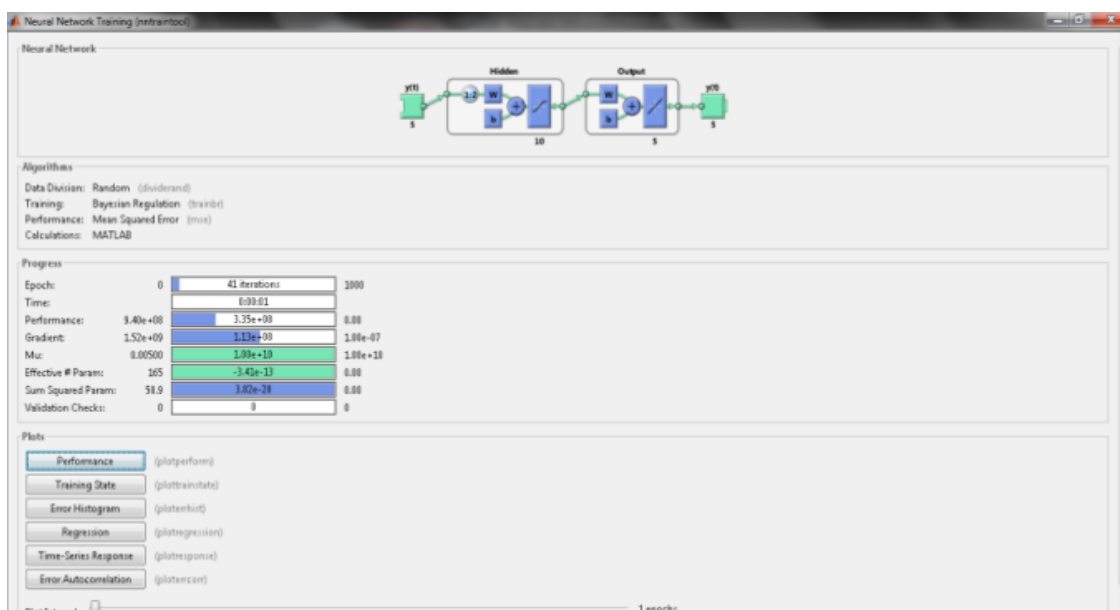 Neural Network Training (nntraintool)
Neural Network
Hidden Output
y(t) 1:2 W b W b y(t)
5 10 5 5
Algorithms
Data Division: Random (dividerand)
Training: Bayesian Regulation (trainbr)
Performance: Mean Squared Error (mse)
Calculations: MATLAB
Progress
Epoch: 0 41 iterations 1000
Time: 0:00:01
Performance: 9.40e+08 3.35e+08 0.00
Gradient: 1.52e+09 1.13e+08 1.00e-07
Mu: 0.00500 1.00e+10 1.00e+10
Effective # Param: 165 -3.41e-13 0.00
Sum Squared Param: 58.9 3.82e-28 0.00
Validation Checks: 0 0 0
Plots
Performance (plotperform)
Training State (plottrainstate)
Error Histogram (ploterrhist)
Regression (plotregression)
Time-Series Response (plotresponse)
Error Autocorrelation (ploterrcorr)
1 epochs